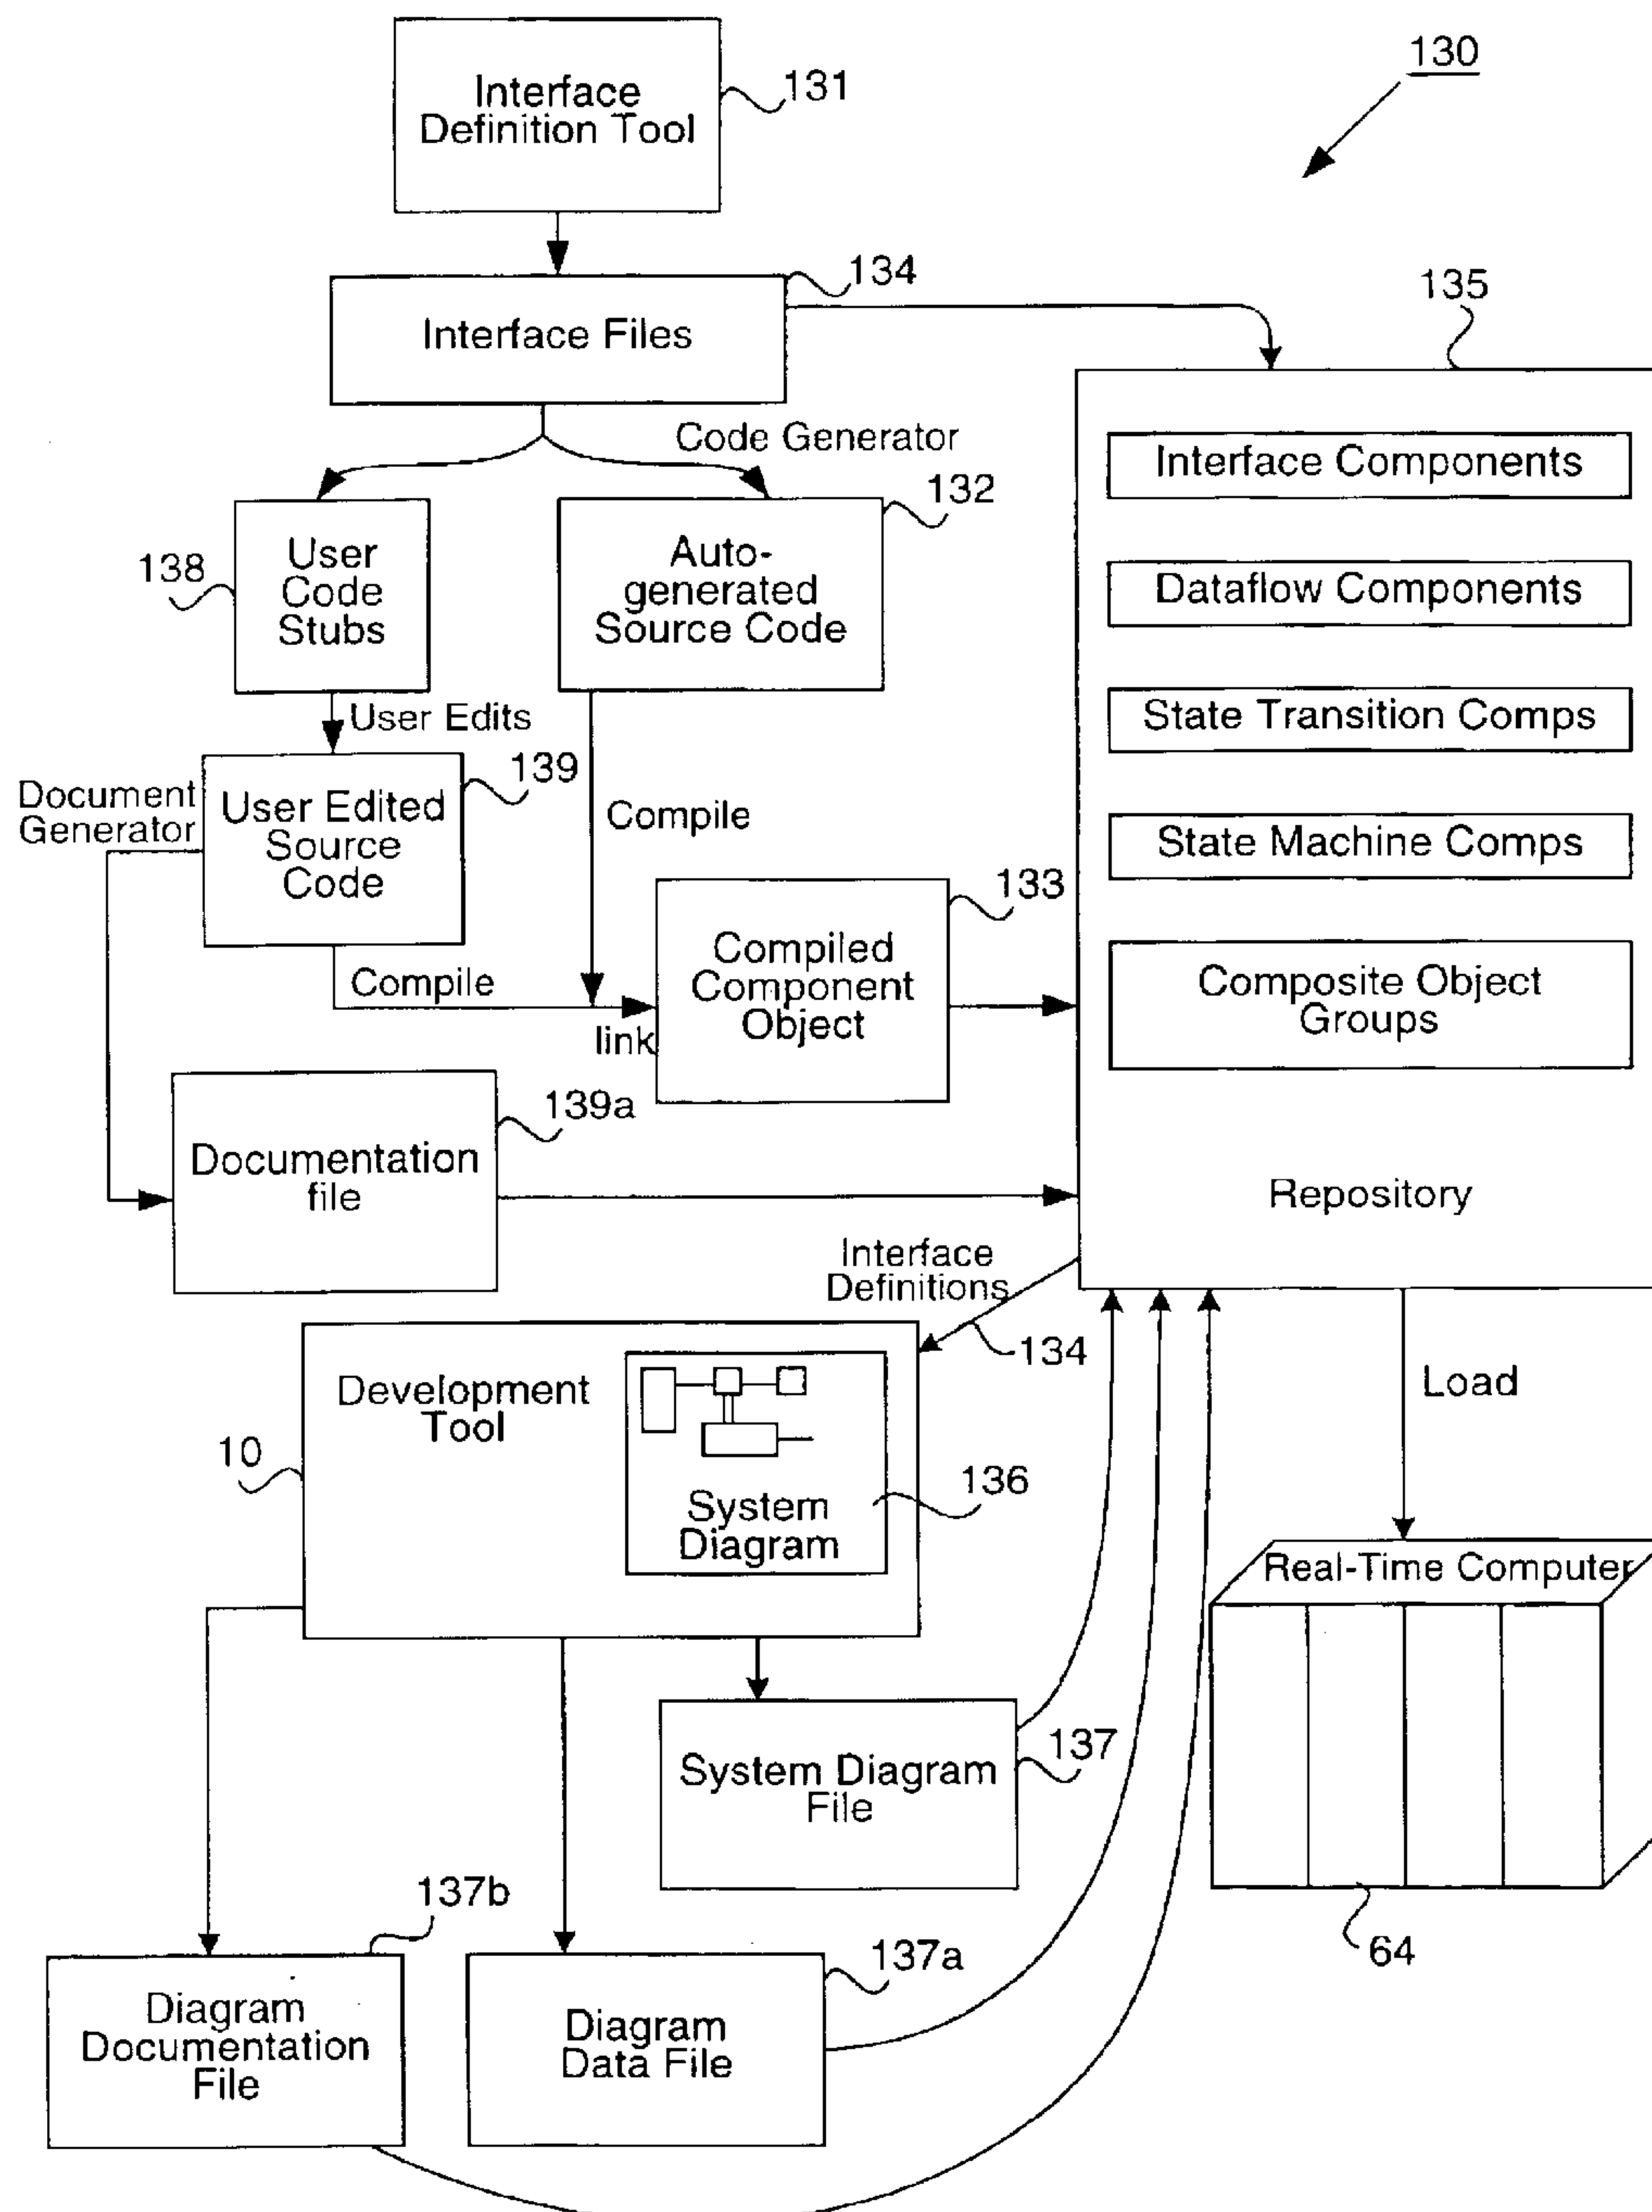 Interface
Definition Tool
131
130
Interface Files
134
135
Code Generator
Interface Components
132
138
User
Code
Stubs
Auto-
generated
Source Code
Dataflow Components
User Edits
State Transition Comps
Document
Generator
139
User Edited
Source
Code
Compile
State Machine Comps
133
Compile
link
Compiled
Component
Object
Composite Object
Groups
139a
Documentation
file
Repository
Interface
Definitions
134
Development
Tool
Load
10
136
System
Diagram
Real-Time Computer
137
System Diagram
File
137b
137a
64
Diagram
Documentation
File
Diagram
Data File